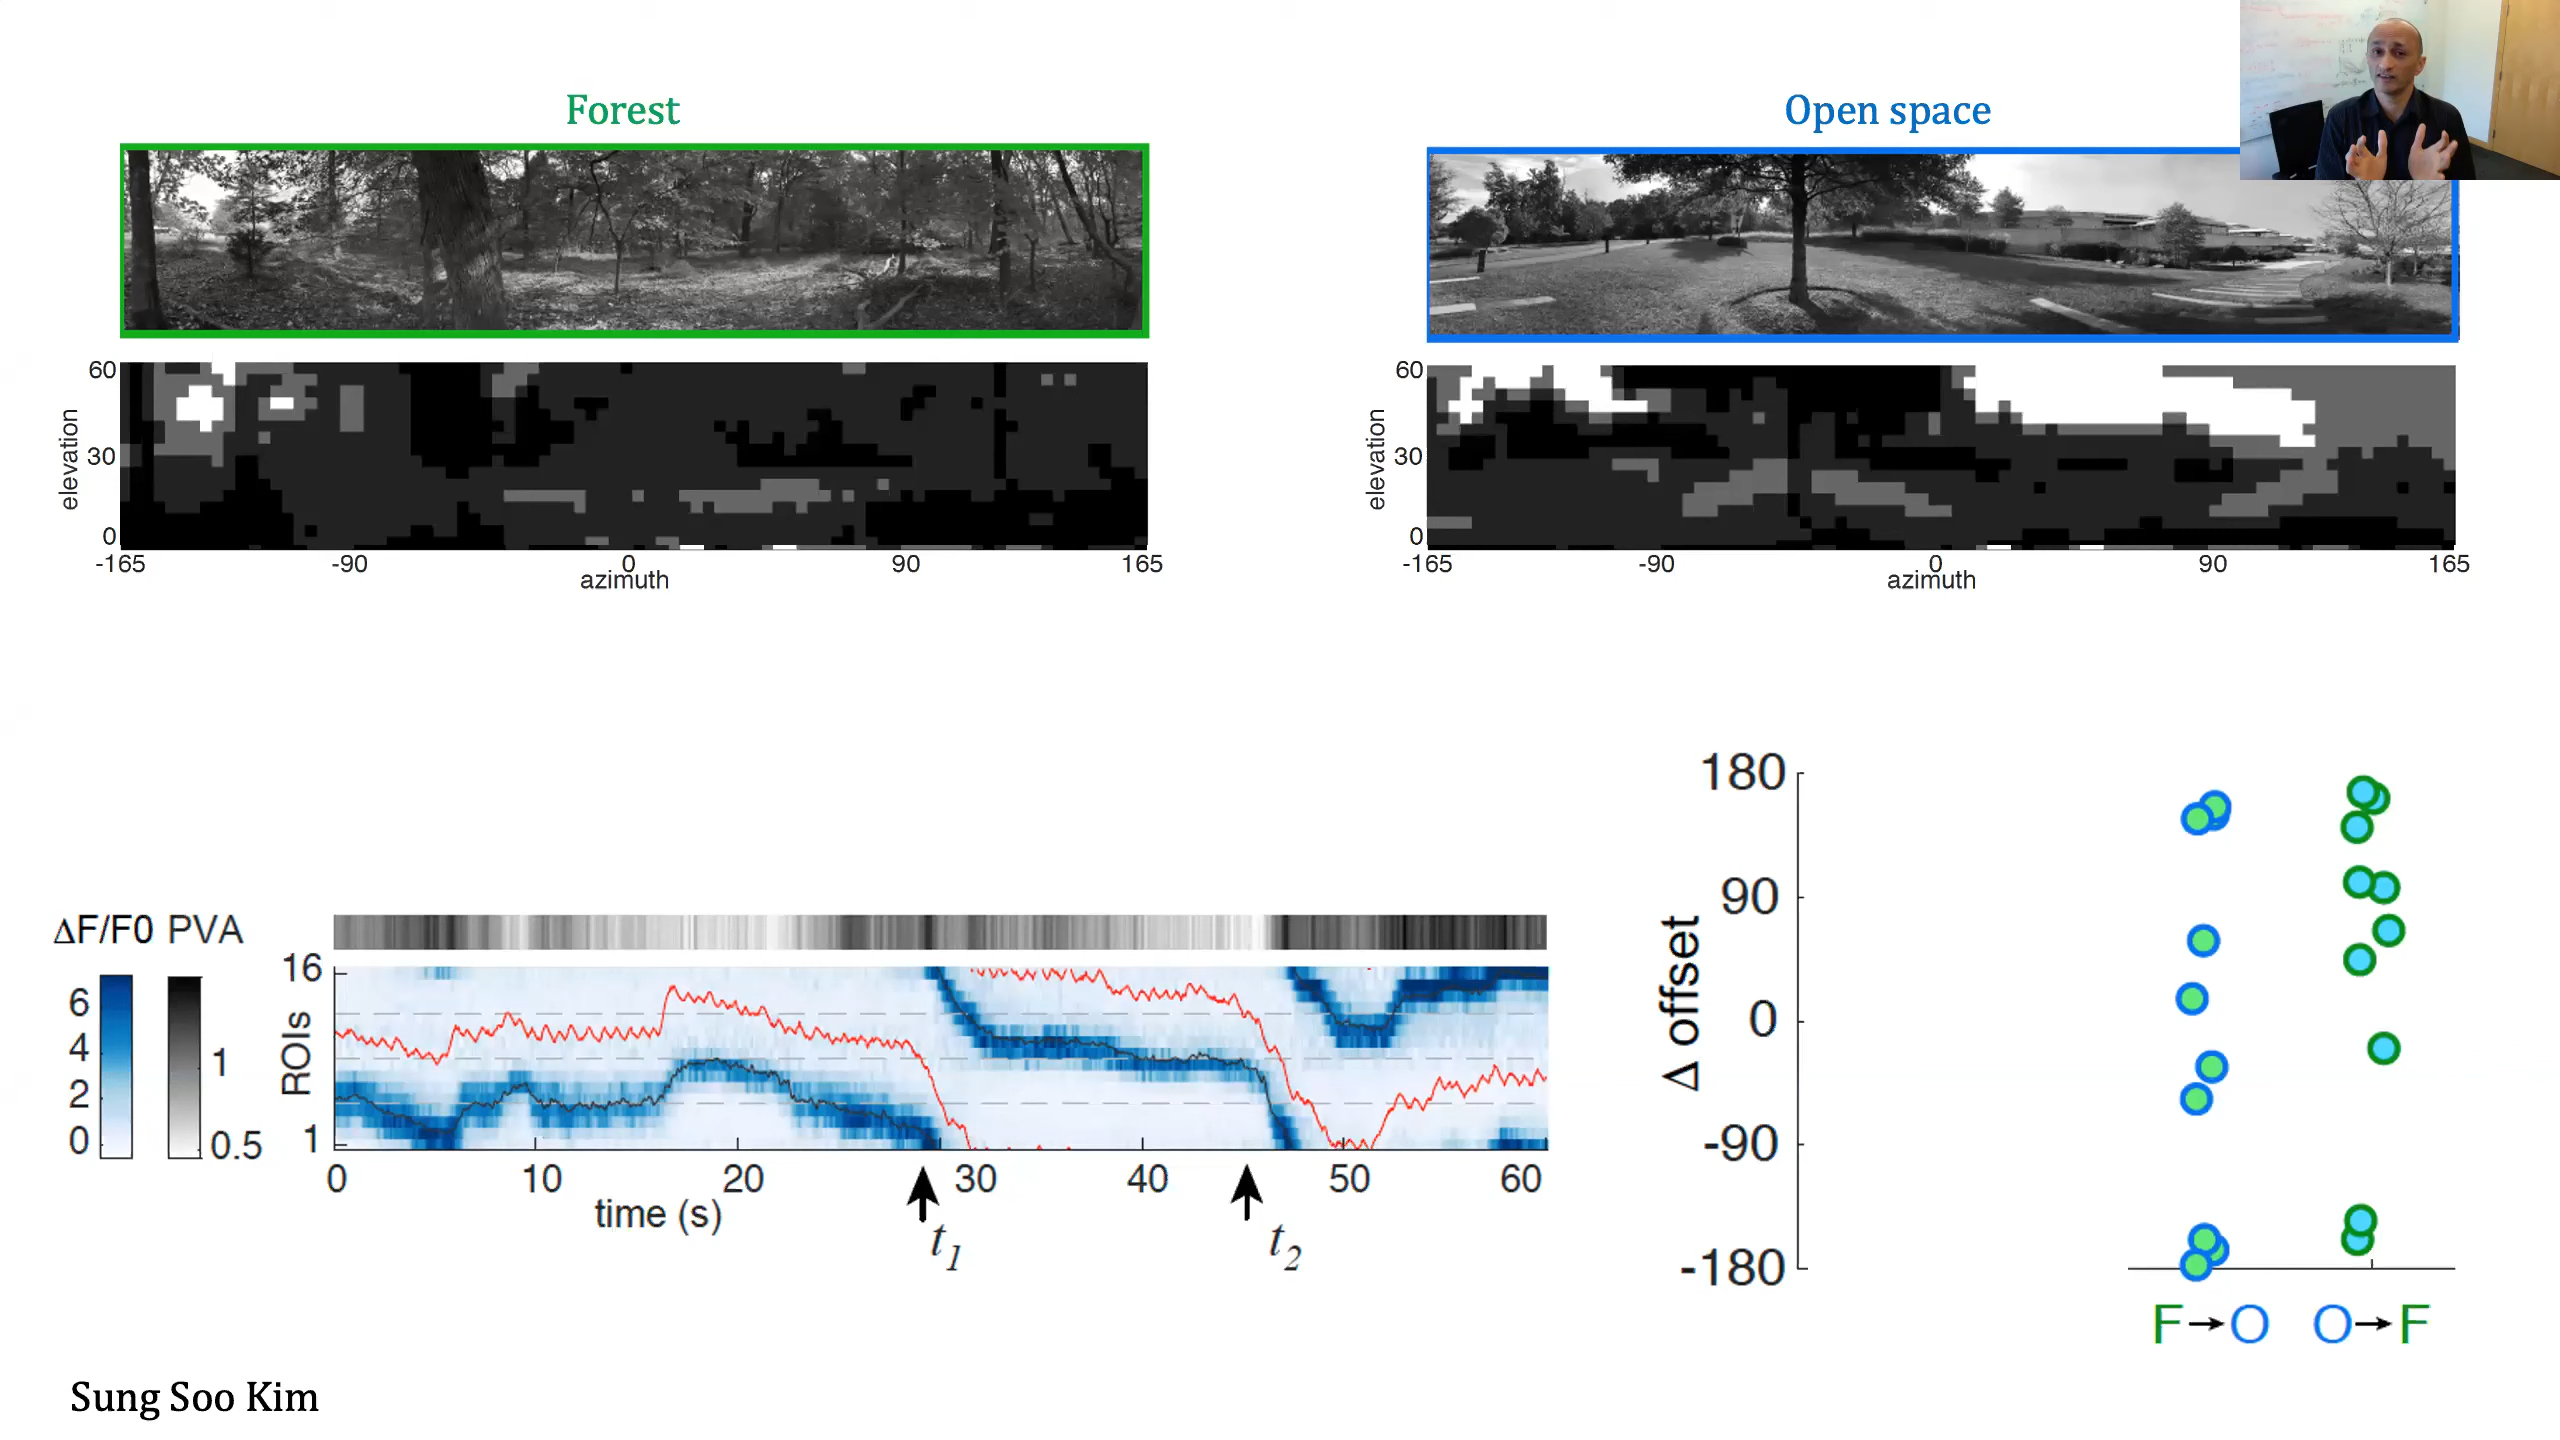 Forest
Open space
60
elevation
30
0
-165
-90
0
90
165
azimuth
60
elevation
30
0
-165
-90
0
90
165
azimuth
ΔF/F0 PVA
6
4
2
0
1
0.5
16
ROIs
1
0
10
20
30
40
50
60
time (s)
t1
t2
180
90
0
-90
-180
Δ offset
F→O
O→F
Sung Soo Kim